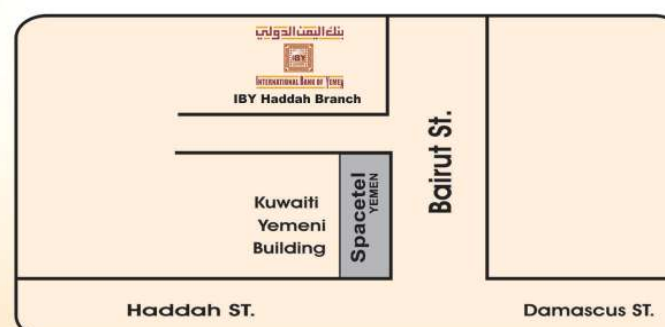 بنك اليمن الدولي
IBY
INTERNATIONAL BANK OF YEMEN
IBY Haddah Branch
Bairut St.
Kuwaiti
Yemeni
Building
Spacetel
YEMEN
Haddah ST.
Damascus ST.